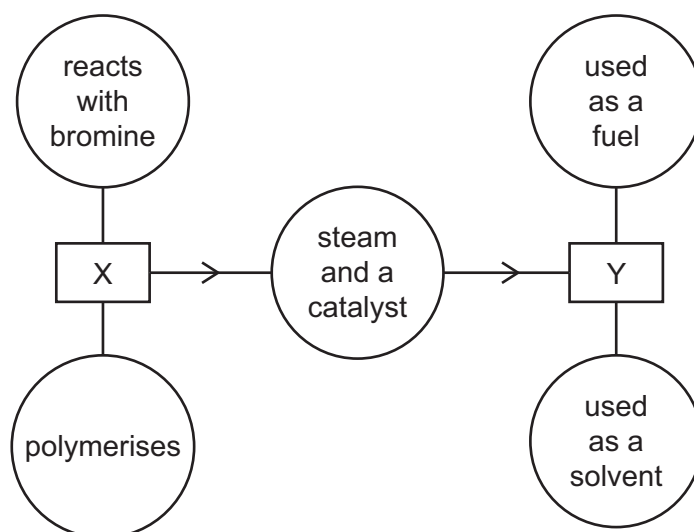 reacts
with
bromine
used
as a
fuel
X
steam
and a
catalyst
Y
polymerises
used
as a
solvent